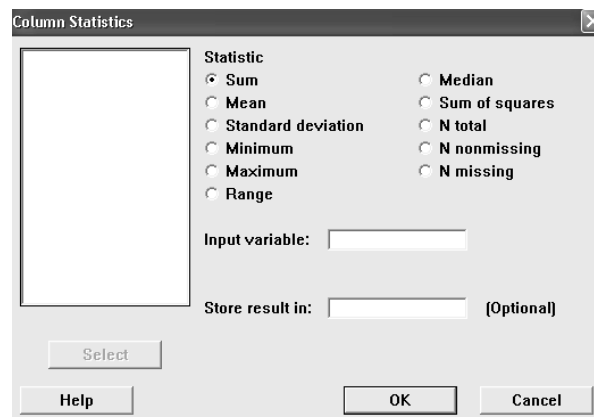 Column Statistics
Statistic
Sum
Mean
Standard deviation
Minimum
Maximum
Range
Median
Sum of squares
N total
N nonmissing
N missing
Input variable:
Store result in: (Optional)
Select
Help OK Cancel